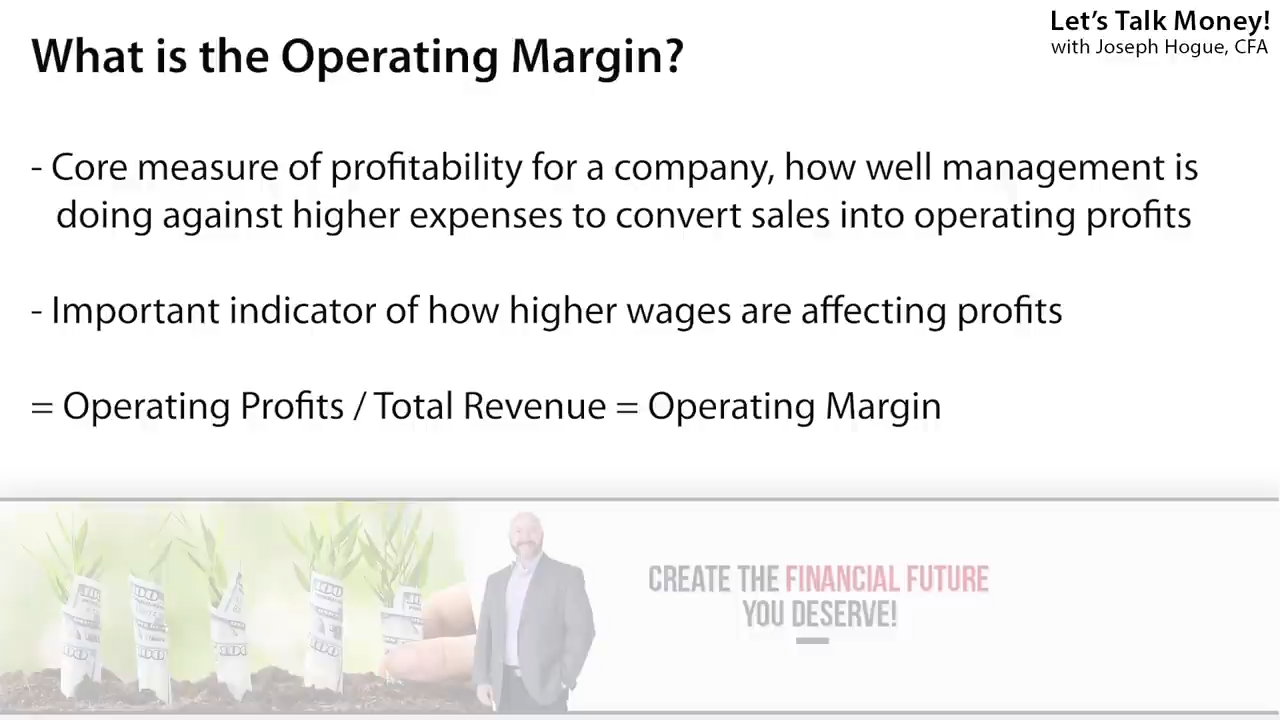 Let's Talk Money!
with Joseph Hogue, CFA
What is the Operating Margin?
- Core measure of profitability for a company, how well management is
doing against higher expenses to convert sales into operating profits
- Important indicator of how higher wages are affecting profits
= Operating Profits / Total Revenue = Operating Margin
CREATE THE FINANCIAL FUTURE
YOU DESERVE!